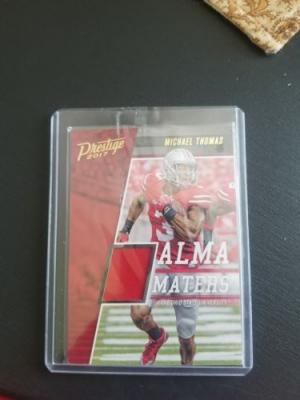 Prestige
2017
MICHAEL THOMAS
ALMA
MATERS